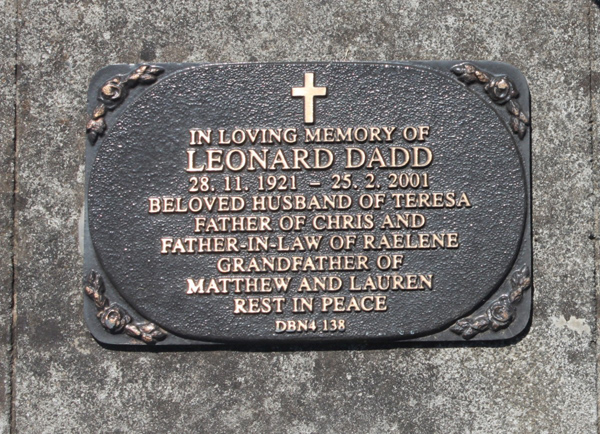 IN LOVING MEMORY OF
LEONARD DADD
28. 11. 1921 – 25. 2. 2001
BELOVED HUSBAND OF TERESA
FATHER OF CHRIS AND
FATHER-IN-LAW OF RAELENE
GRANDFATHER OF
MATTHEW AND LAUREN
REST IN PEACE
DBN4 138